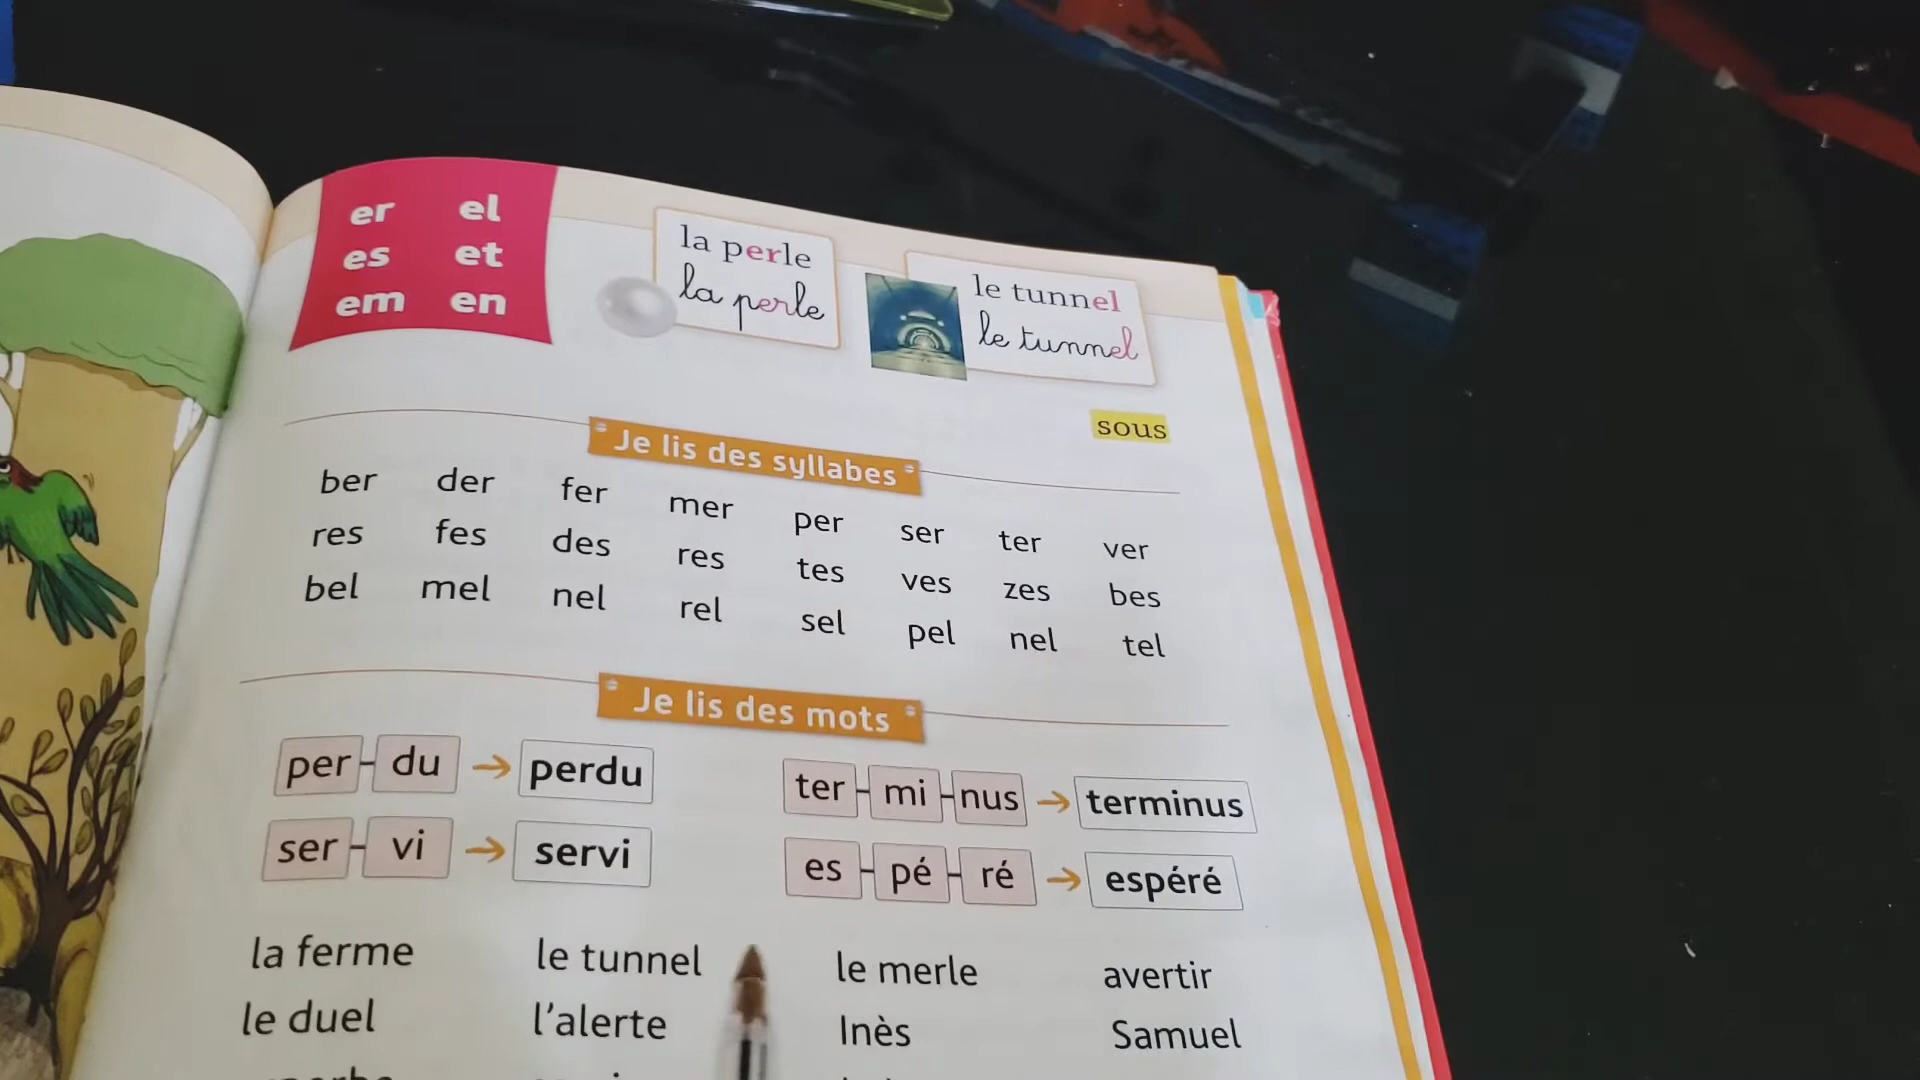 er el
es et
em en
la perle
la perle
le tunnel
le tunnel
sous
Je lis des syllabes
ber der fer mer per ser ter ver
res fes des res tes ves zes bes
bel mel nel rel sel pel nel tel
Je lis des mots
per - du → perdu
ter - mi - nus → terminus
ser - vi → servi
es - pé - ré → espéré
la ferme le tunnel le merle avertir
le duel l'alerte Inès Samuel